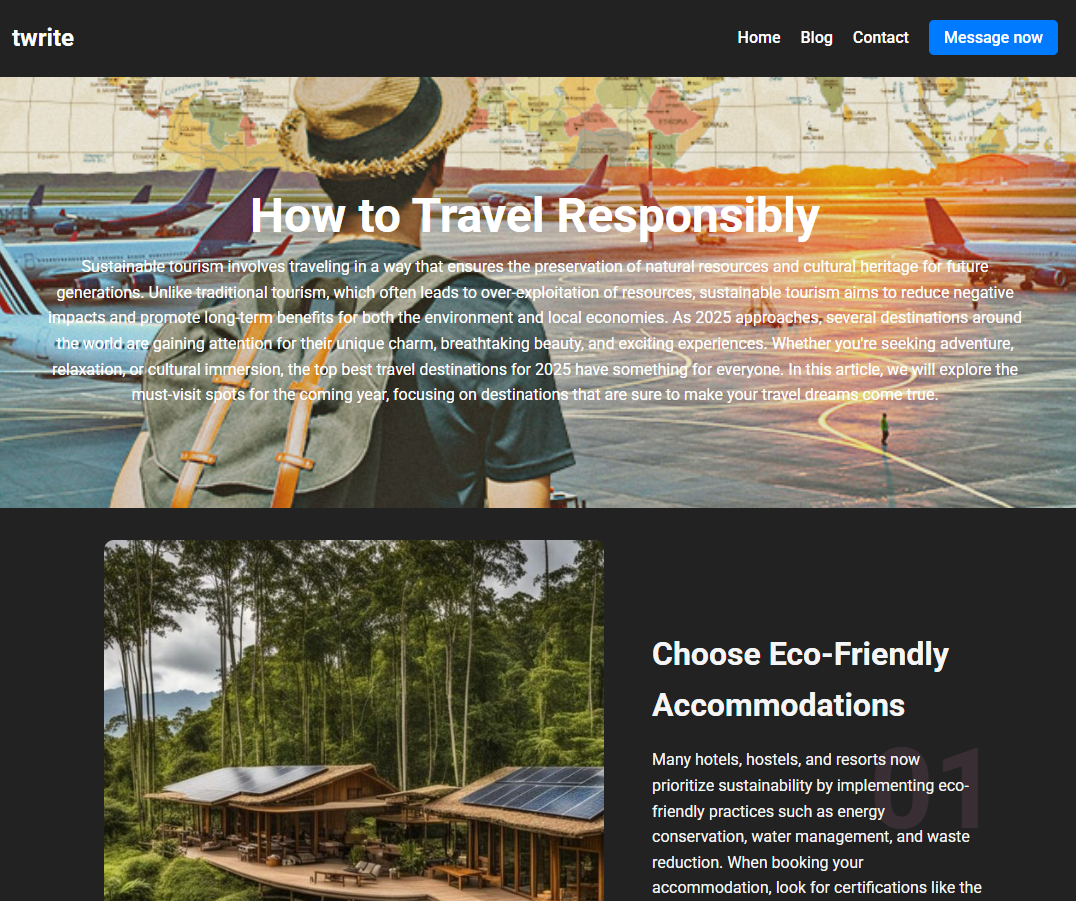 twrite
Home Blog Contact Message now
How to Travel Responsibly
Sustainable tourism involves traveling in a way that ensures the preservation of natural resources and cultural heritage for future
generations. Unlike traditional tourism, which often leads to over-exploitation of resources, sustainable tourism aims to reduce negative
impacts and promote long-term benefits for both the environment and local economies. As 2025 approaches, several destinations around
the world are gaining attention for their unique charm, breathtaking beauty, and exciting experiences. Whether you're seeking adventure,
relaxation, or cultural immersion, the top best travel destinations for 2025 have something for everyone. In this article, we will explore the
must-visit spots for the coming year, focusing on destinations that are sure to make your travel dreams come true.
Choose Eco-Friendly
Accommodations
01
Many hotels, hostels, and resorts now
prioritize sustainability by implementing eco-
friendly practices such as energy
conservation, water management, and waste
reduction. When booking your
accommodation, look for certifications like the